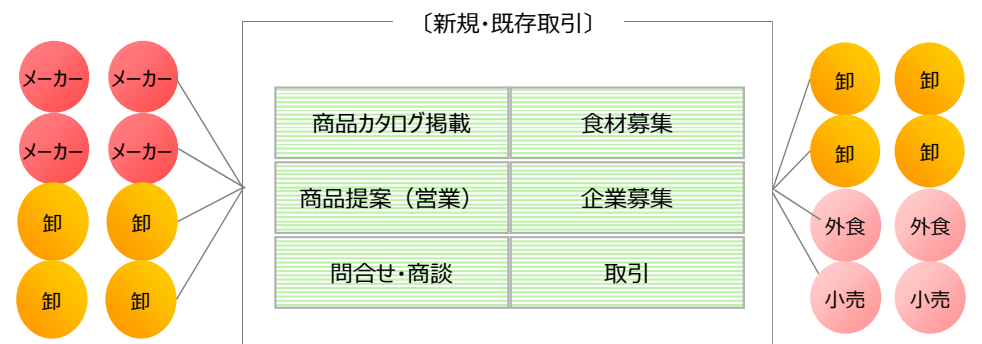 〔新規・既存取引〕
メーカー メーカー
メーカー メーカー
卸 卸
卸 卸
商品カタログ掲載 食材募集
商品提案（営業） 企業募集
問合せ・商談 取引
卸 卸
卸 卸
外食 外食
小売 小売